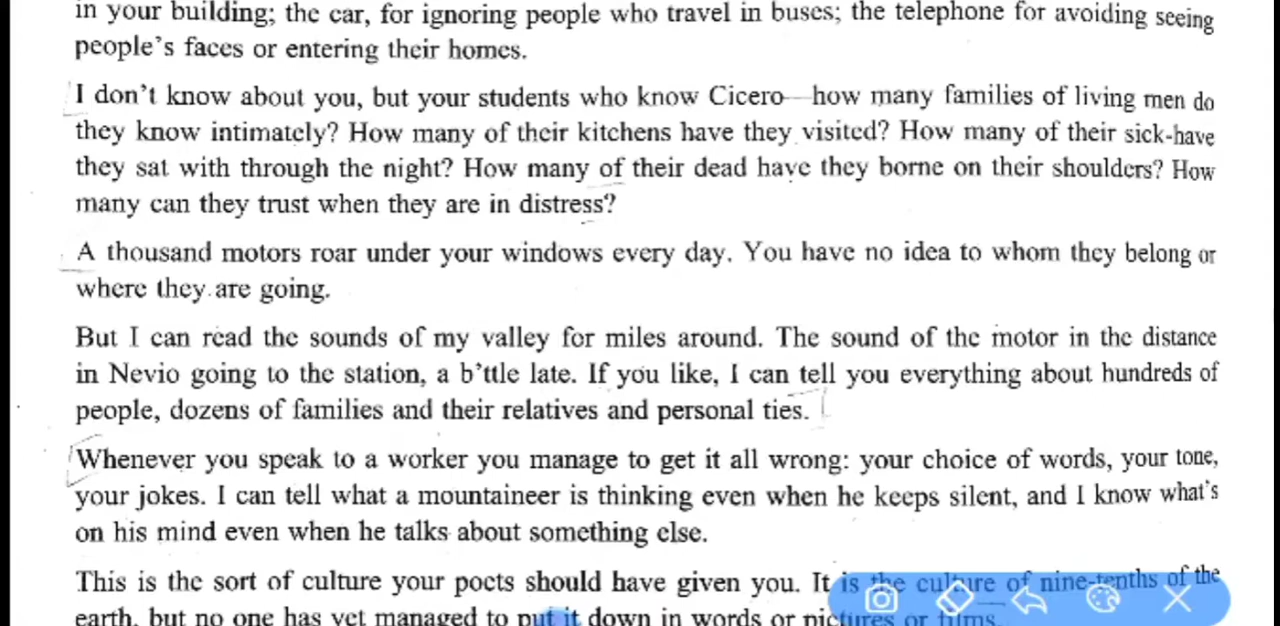 in your building; the car, for ignoring people who travel in buses; the telephone for avoiding seeing
people's faces or entering their homes.
I don't know about you, but your students who know Cicero—how many families of living men do
they know intimately? How many of their kitchens have they visited? How many of their sick-have
they sat with through the night? How many of their dead have they borne on their shoulders? How
many can they trust when they are in distress?
A thousand motors roar under your windows every day. You have no idea to whom they belong or
where they are going.
But I can read the sounds of my valley for miles around. The sound of the motor in the distance
in Nevio going to the station, a b'ttle late. If you like, I can tell you everything about hundreds of
people, dozens of families and their relatives and personal ties.
Whenever you speak to a worker you manage to get it all wrong: your choice of words, your tone,
your jokes. I can tell what a mountaineer is thinking even when he keeps silent, and I know what's
on his mind even when he talks about something else.
This is the sort of culture your poets should have given you. It is the culture of nine-tenths of the
earth, but no one has yet managed to put it down in words or pictures or films.